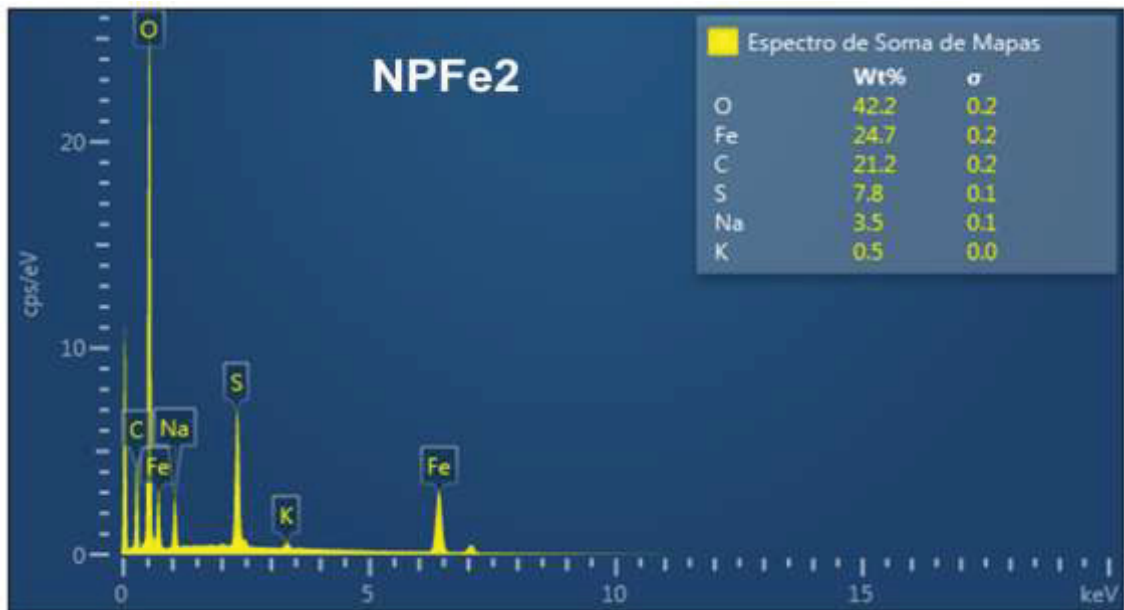 NPFe2
Espectro de Soma de Mapas
Wt% σ
O 42.2 0.2
Fe 24.7 0.2
C 21.2 0.2
S 7.8 0.1
Na 3.5 0.1
K 0.5 0.0
cps/eV
20
10
0
O
C
Na
Fe
S
K
Fe
0 5 10 15 keV